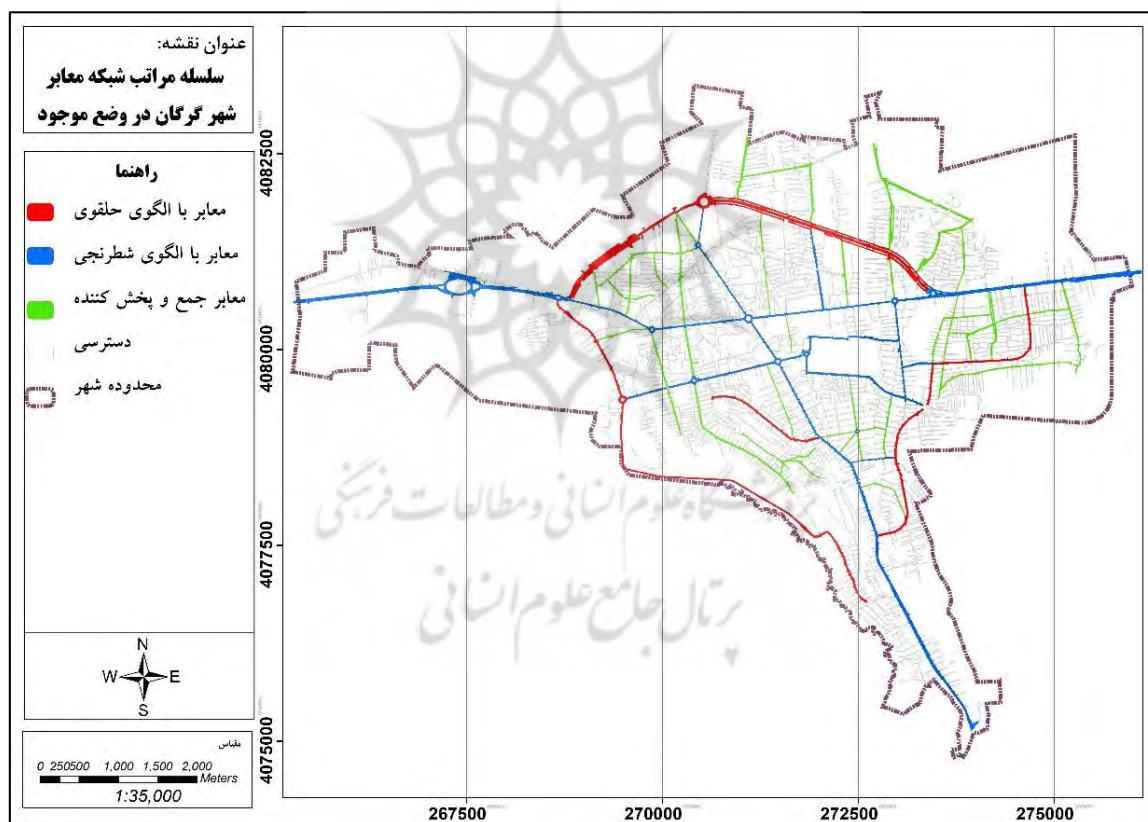 عنوان نقشه:
سلسله مراتب شبکه معابر
شهر گرگان در وضع موجود
راهنما
معابر با الگوی حلقوی
معابر با الگوی شطرنجی
معابر جمع و پخش کننده
دسترسی
محدوده شهر
N
W E
S
مقیاس
0 250500 1,000 1,500 2,000
Meters
1:35,000
4082500
4080000
4077500
4075000
267500 270000 272500 275000
پژوهشگاه علوم انسانی و مطالعات فرهنگی
پرتال جامع علوم انسانی